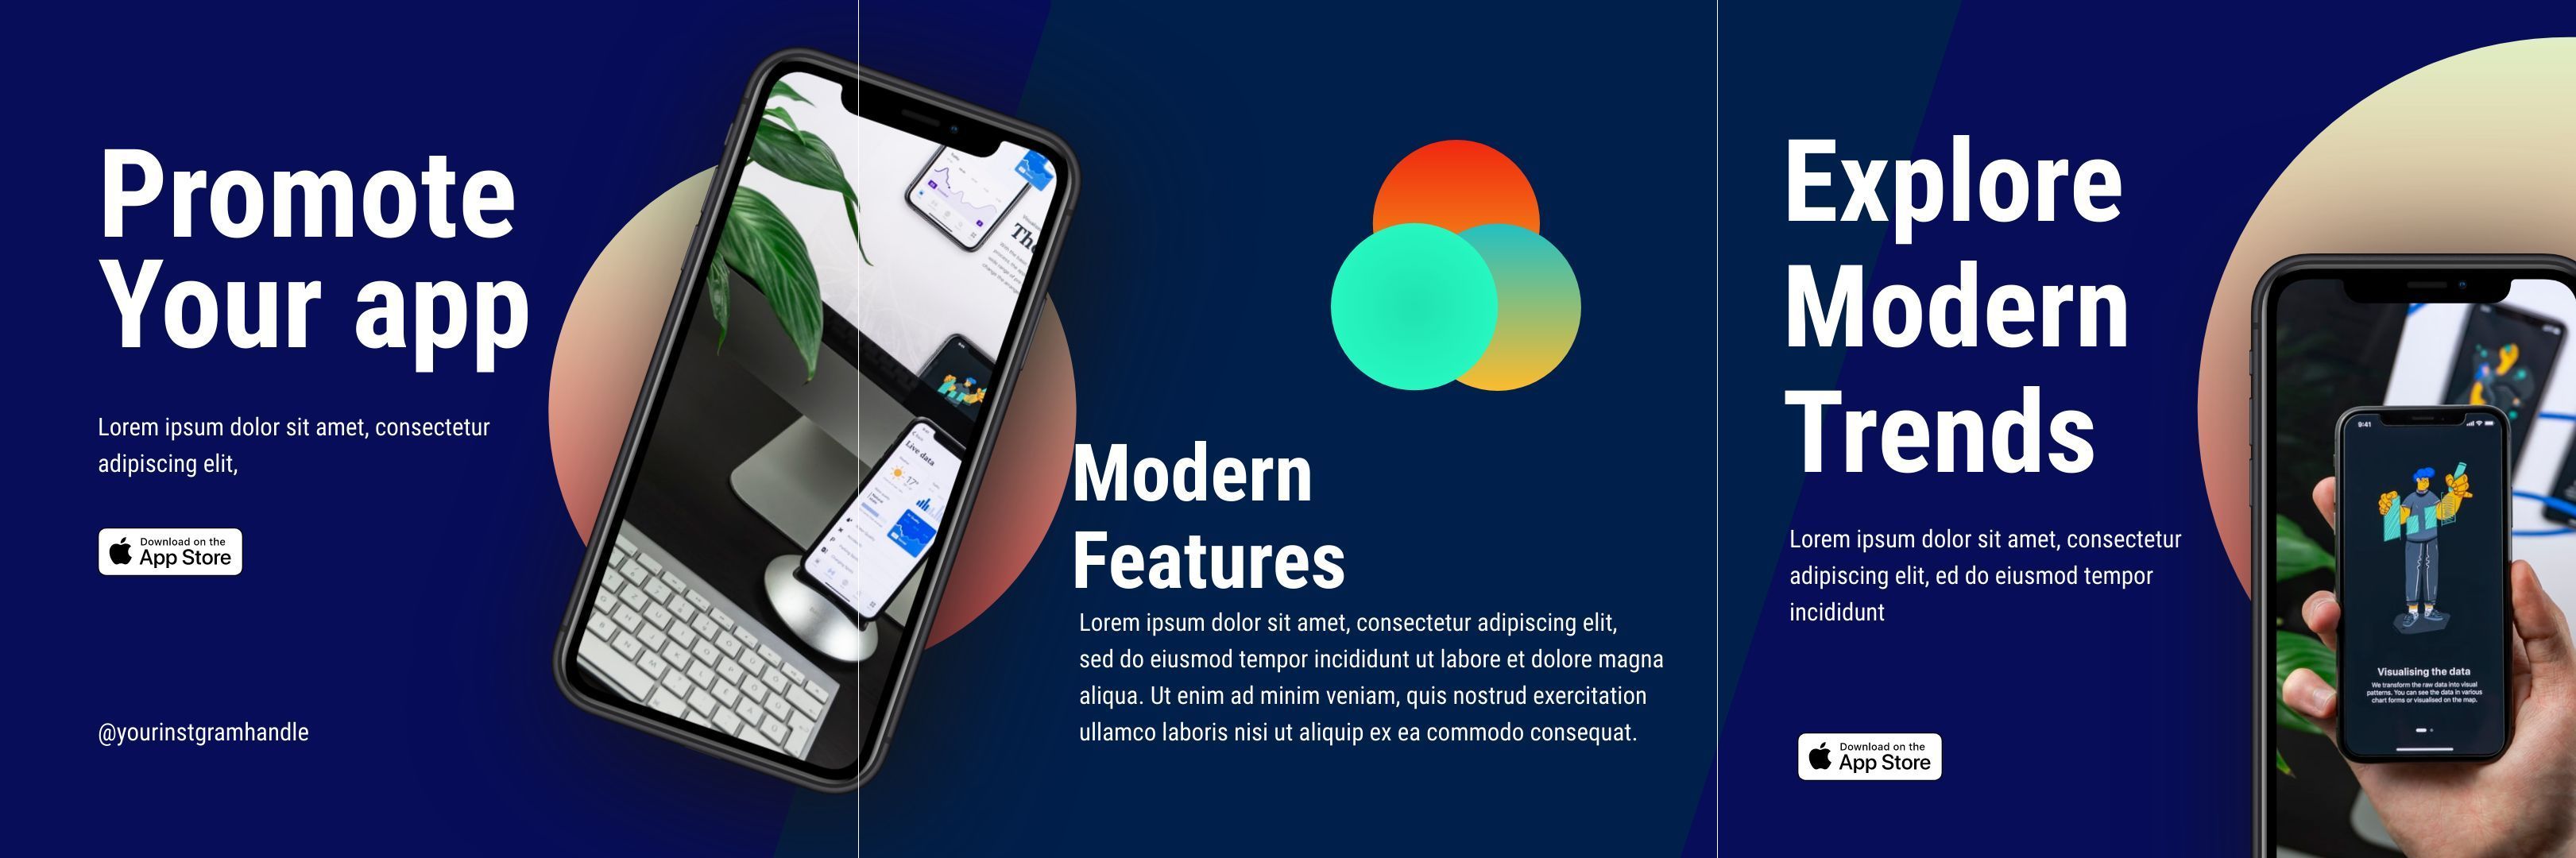 Promote
Your app
Lorem ipsum dolor sit amet, consectetur
adipiscing elit,
Download on the
App Store
@yourinstgramhandle
Live data
17°
Modern
Features
Lorem ipsum dolor sit amet, consectetur adipiscing elit,
sed do eiusmod tempor incididunt ut labore et dolore magna
aliqua. Ut enim ad minim veniam, quis nostrud exercitation
ullamco laboris nisi ut aliquip ex ea commodo consequat.
Explore
Modern
Trends
Lorem ipsum dolor sit amet, consectetur
adipiscing elit, ed do eiusmod tempor
incididunt
Download on the
App Store
9:41
Visualising the data
We transform the raw data into visual
patterns. You can see the data in various
chart forms or visualised on the map.